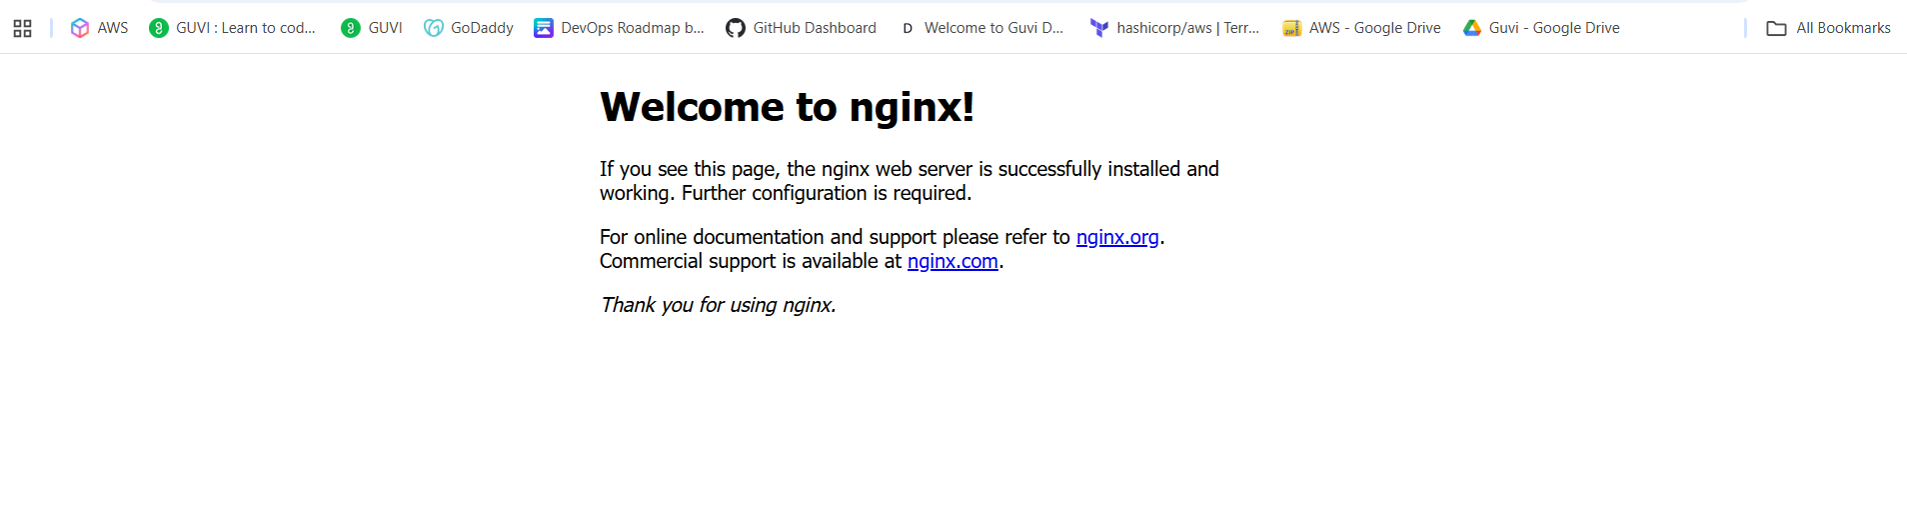 AWS GUVI : Learn to cod... GUVI GoDaddy DevOps Roadmap b... GitHub Dashboard D Welcome to Guvi D... hashicorp/aws | Terr... ZIP AWS - Google Drive Guvi - Google Drive All Bookmarks
Welcome to nginx!
If you see this page, the nginx web server is successfully installed and
working. Further configuration is required.
For online documentation and support please refer to nginx.org.
Commercial support is available at nginx.com.
Thank you for using nginx.